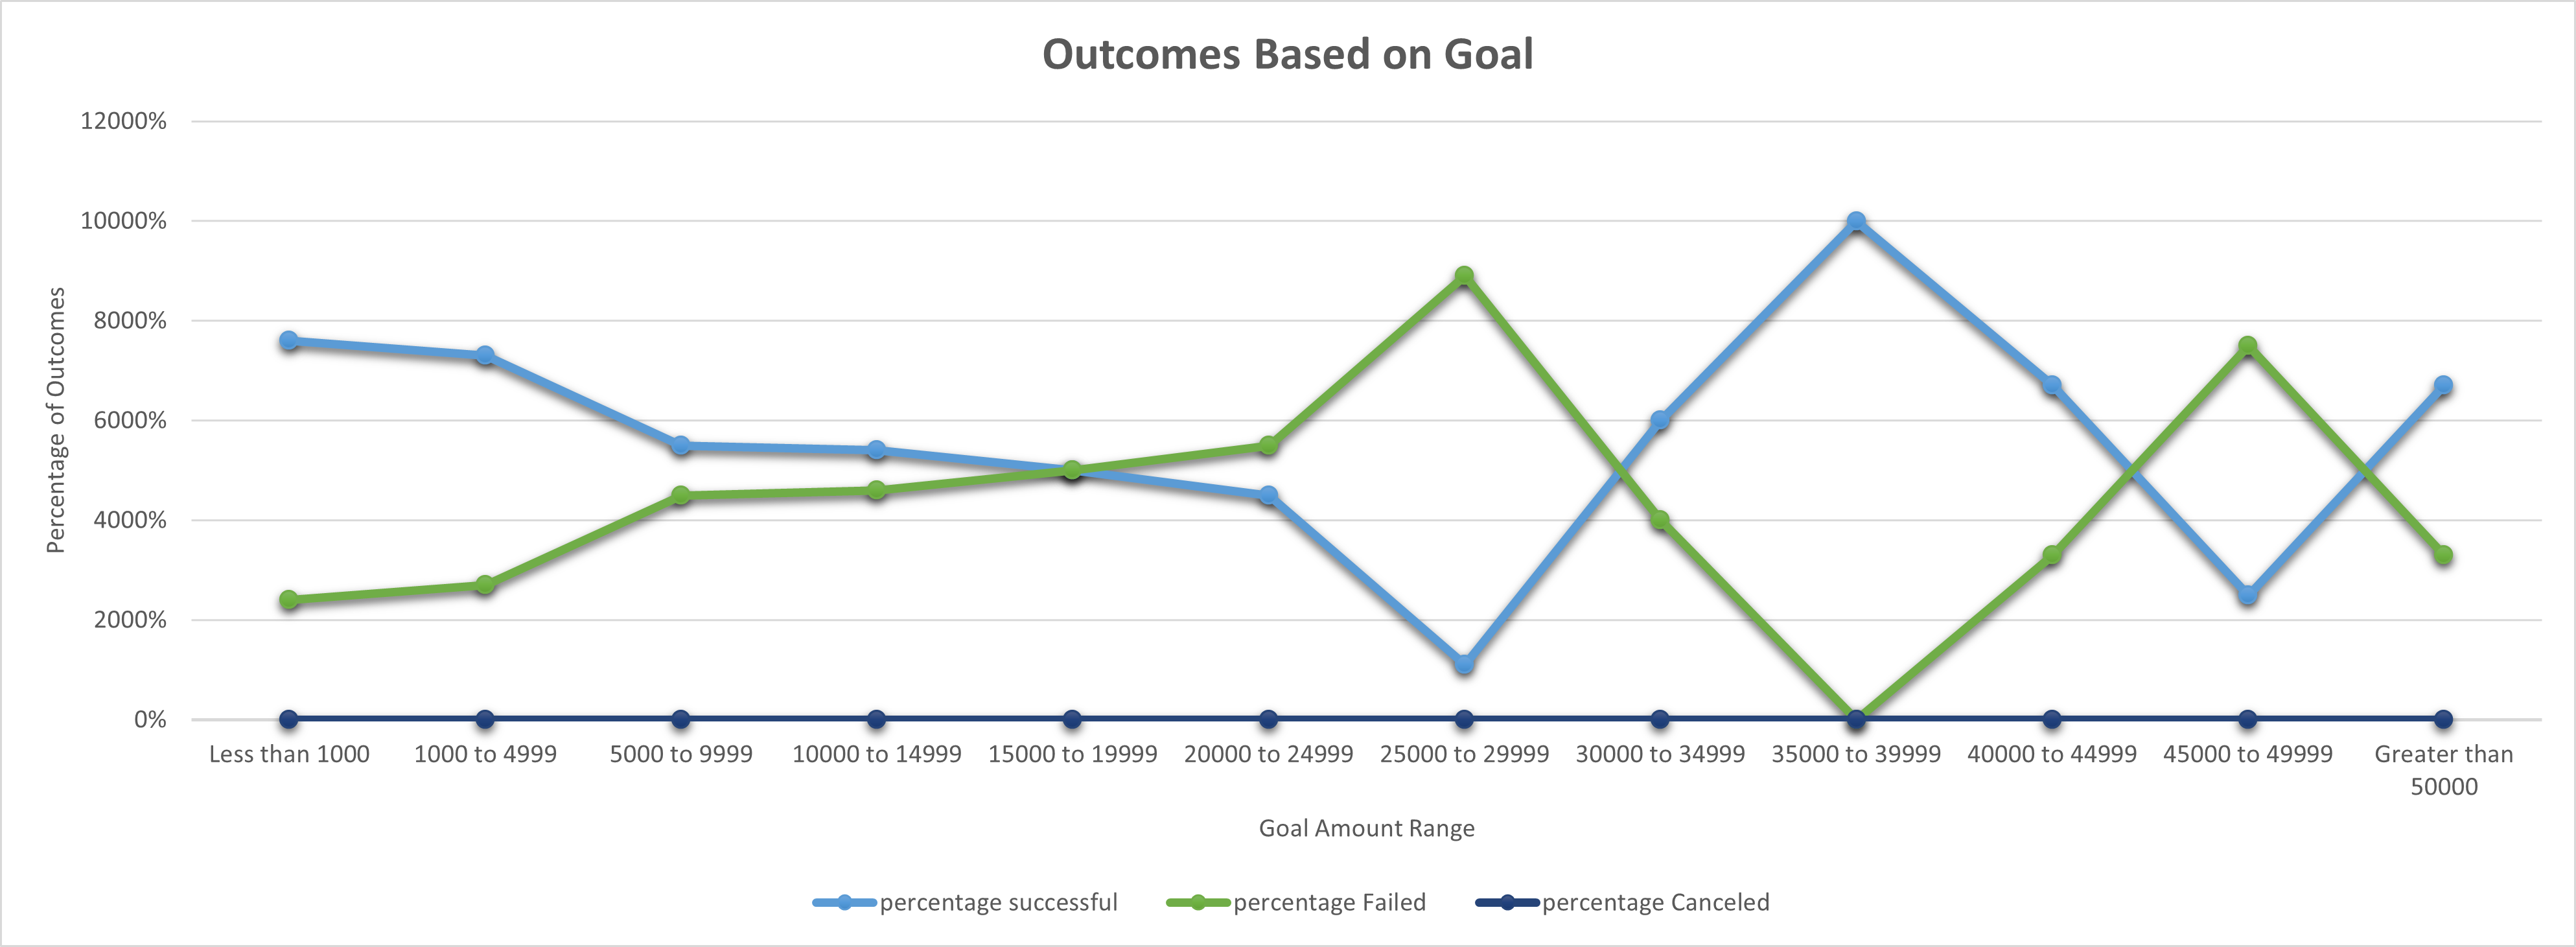 Outcomes Based on Goal
12000%
10000%
8000%
6000%
4000%
2000%
0%
Percentage of Outcomes
Less than 1000 1000 to 4999 5000 to 9999 10000 to 14999 15000 to 19999 20000 to 24999 25000 to 29999 30000 to 34999 35000 to 39999 40000 to 44999 45000 to 49999 Greater than
50000
Goal Amount Range
percentage successful percentage Failed percentage Canceled